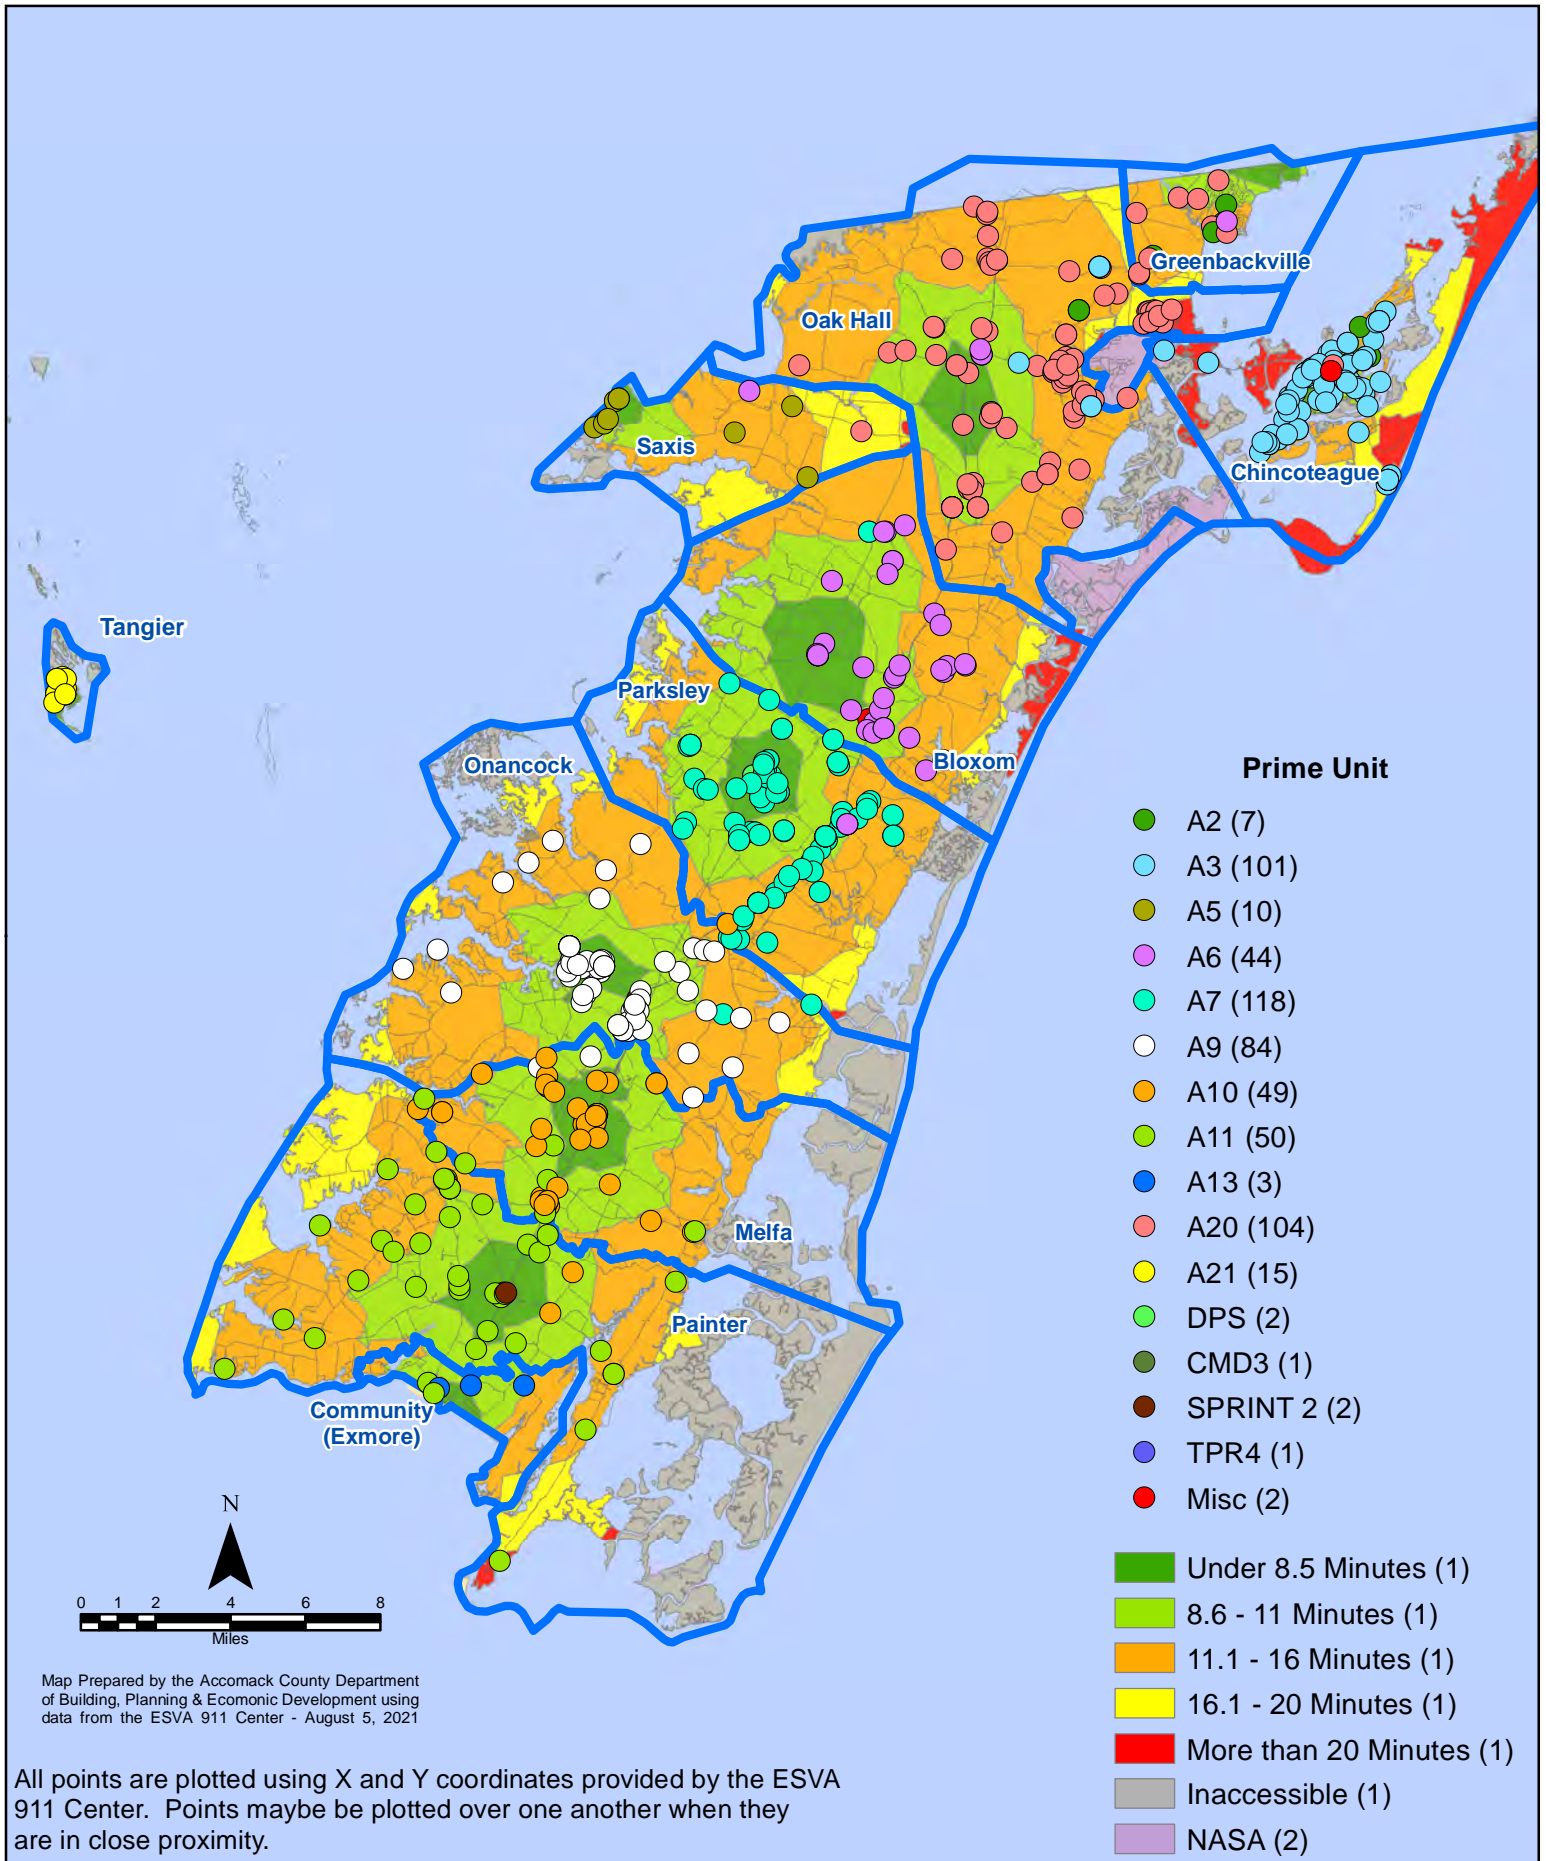 Greenbackville
Oak Hall
Saxis
Chincoteague
Tangier
Parksley
Onancock
Bloxom
Melfa
Painter
Community
(Exmore)
Prime Unit
A2 (7)
A3 (101)
A5 (10)
A6 (44)
A7 (118)
A9 (84)
A10 (49)
A11 (50)
A13 (3)
A20 (104)
A21 (15)
DPS (2)
CMD3 (1)
SPRINT 2 (2)
TPR4 (1)
Misc (2)
Under 8.5 Minutes (1)
8.6 - 11 Minutes (1)
11.1 - 16 Minutes (1)
16.1 - 20 Minutes (1)
More than 20 Minutes (1)
Inaccessible (1)
NASA (2)
N
0 1 2 4 6 8
Miles
Map Prepared by the Accomack County Department
of Building, Planning & Ecomonic Development using
data from the ESVA 911 Center - August 5, 2021
All points are plotted using X and Y coordinates provided by the ESVA
911 Center. Points maybe be plotted over one another when they
are in close proximity.